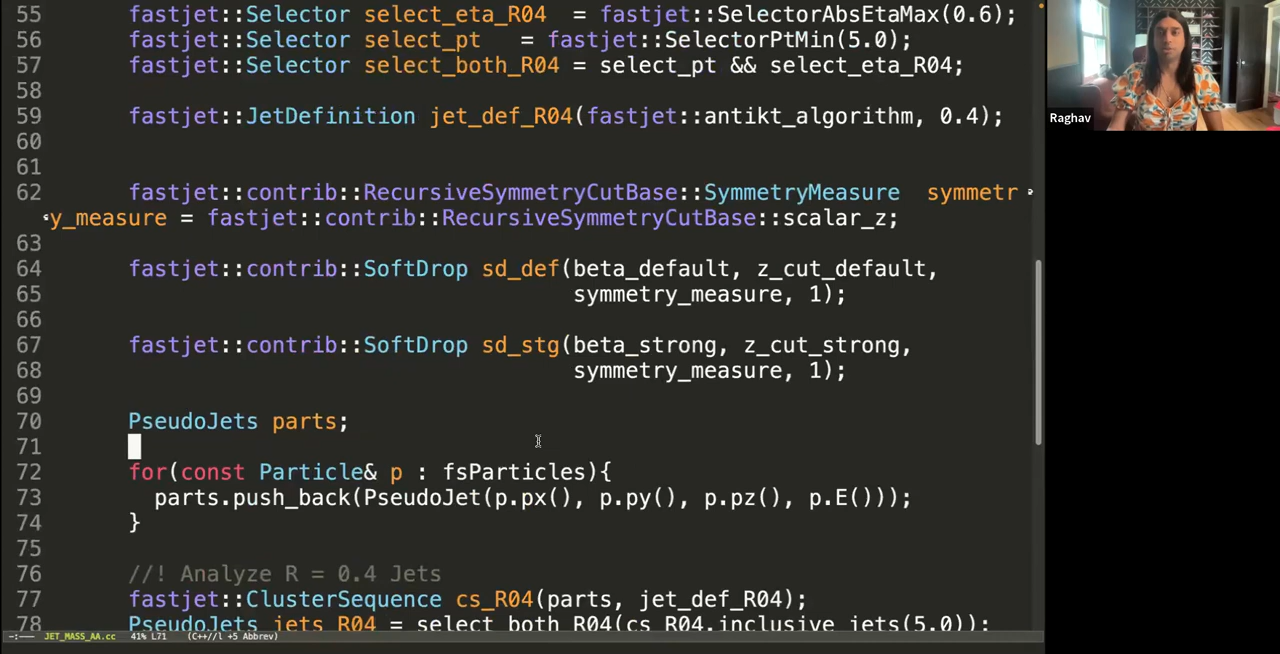 55 fastjet::Selector select_eta_R04 = fastjet::SelectorAbsEtaMax(0.6);
56 fastjet::Selector select_pt = fastjet::SelectorPtMin(5.0);
57 fastjet::Selector select_both_R04 = select_pt && select_eta_R04;
58
59 fastjet::JetDefinition jet_def_R04(fastjet::antikt_algorithm, 0.4);
60
61
62 fastjet::contrib::RecursiveSymmetryCutBase::SymmetryMeasure symmetr
y_measure = fastjet::contrib::RecursiveSymmetryCutBase::scalar_z;
63
64 fastjet::contrib::SoftDrop sd_def(beta_default, z_cut_default,
65 symmetry_measure, 1);
66
67 fastjet::contrib::SoftDrop sd_stg(beta_strong, z_cut_strong,
68 symmetry_measure, 1);
69
70 PseudoJets parts;
71
72 for(const Particle& p : fsParticles){
73 parts.push_back(PseudoJet(p.px(), p.py(), p.pz(), p.E()));
74 }
75
76 //! Analyze R = 0.4 Jets
77 fastjet::ClusterSequence cs_R04(parts, jet_def_R04);
78 PseudoJets jets_R04 = select_both_R04(cs_R04.inclusive_jets(5.0));
-:--- JET_MASS_AA.cc 41% L71 (C++//l +5 Abbrev)
Raghav